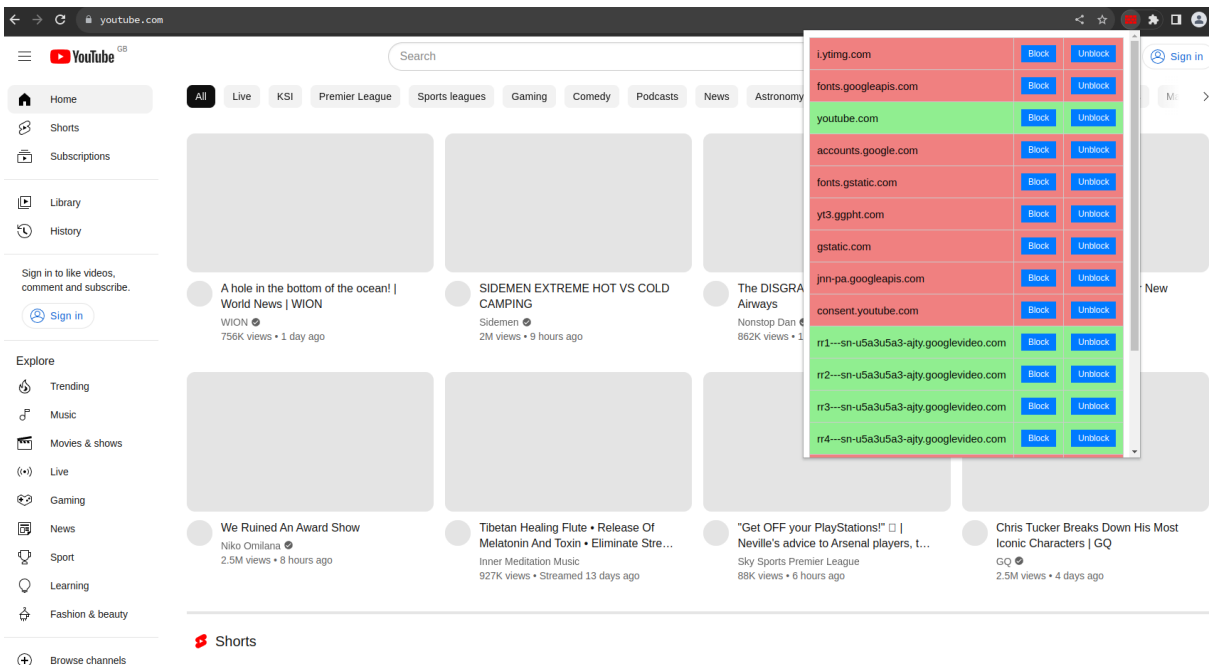 youtube.com
YouTube GB
Search
Sign in
Home
Shorts
Subscriptions
Library
History
Sign in to like videos,
comment and subscribe.
Sign in
Explore
Trending
Music
Movies & shows
Live
Gaming
News
Sport
Learning
Fashion & beauty
Browse channels
All Live KSI Premier League Sports leagues Gaming Comedy Podcasts News Astronomy
A hole in the bottom of the ocean! |
World News | WION
WION
756K views • 1 day ago
SIDEMEN EXTREME HOT VS COLD
CAMPING
Sidemen
2M views • 9 hours ago
The DISGRA
Airways
Nonstop Dan
862K views • 1
New
i.ytimg.com Block Unblock
fonts.googleapis.com Block Unblock
youtube.com Block Unblock
accounts.google.com Block Unblock
fonts.gstatic.com Block Unblock
yt3.ggpht.com Block Unblock
gstatic.com Block Unblock
jnn-pa.googleapis.com Block Unblock
consent.youtube.com Block Unblock
rr1---sn-u5a3u5a3-ajty.googlevideo.com Block Unblock
rr2---sn-u5a3u5a3-ajty.googlevideo.com Block Unblock
rr3---sn-u5a3u5a3-ajty.googlevideo.com Block Unblock
rr4---sn-u5a3u5a3-ajty.googlevideo.com Block Unblock
We Ruined An Award Show
Niko Omilana
2.5M views • 8 hours ago
Tibetan Healing Flute • Release Of
Melatonin And Toxin • Eliminate Stre…
Inner Meditation Music
927K views • Streamed 13 days ago
"Get OFF your PlayStations!" □ |
Neville's advice to Arsenal players, t…
Sky Sports Premier League
88K views • 6 hours ago
Chris Tucker Breaks Down His Most
Iconic Characters | GQ
GQ
2.5M views • 4 days ago
Shorts